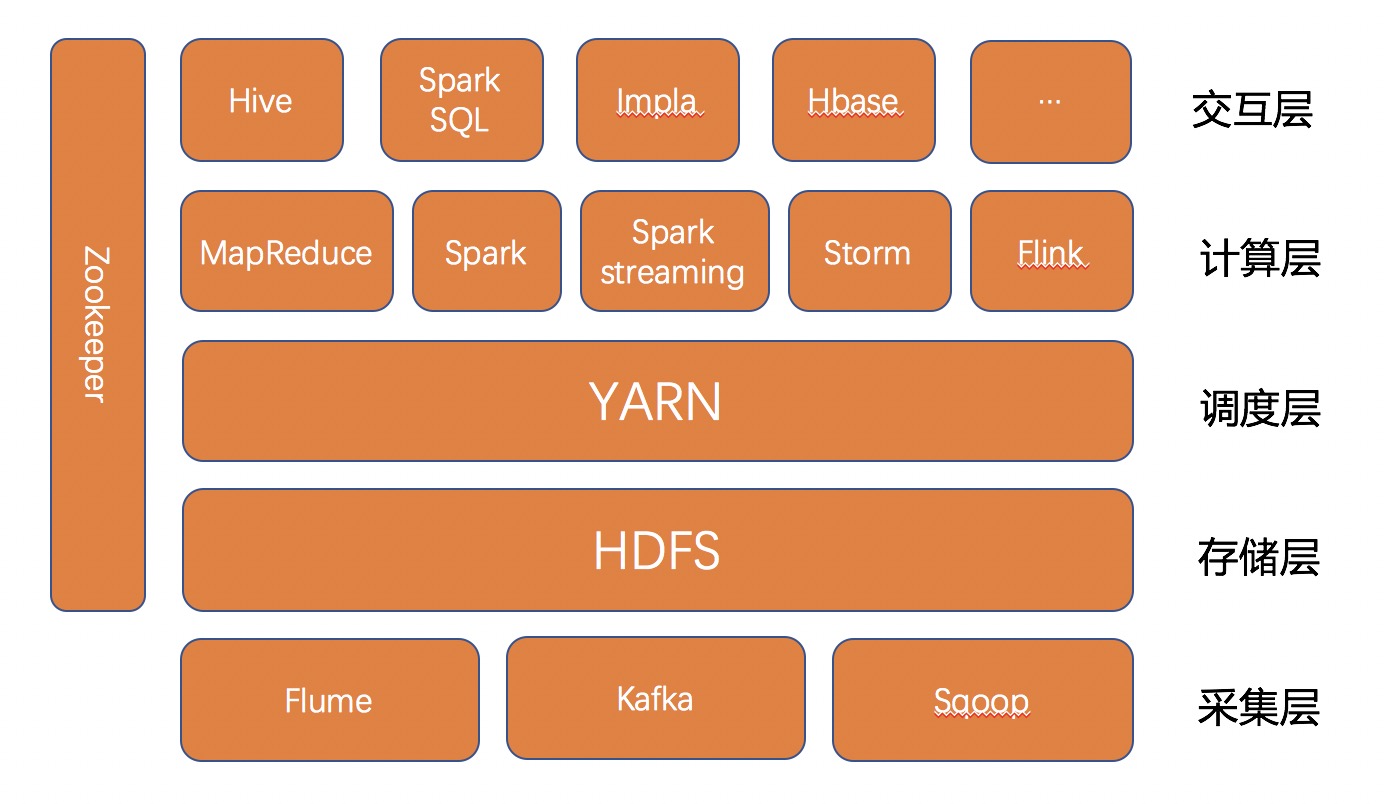 Zookeeper
Hive
Spark
SQL
Impla
Hbase
...
交互层
MapReduce
Spark
Spark
streaming
Storm
Flink
计算层
YARN
调度层
HDFS
存储层
Flume
Kafka
Sqoop
采集层